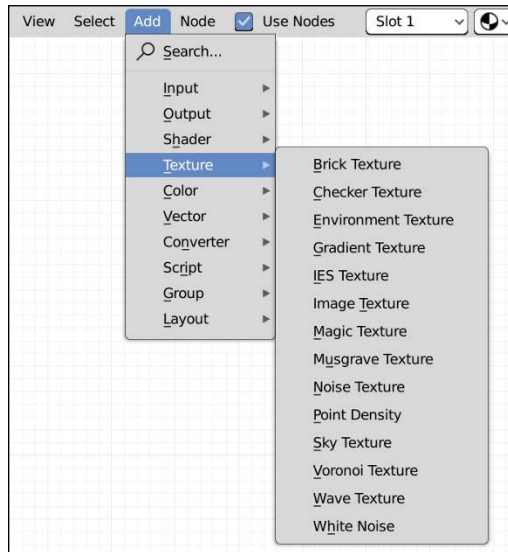 View Select Add Node Use Nodes Slot 1
Search...
Input
Output
Shader
Texture
Color
Vector
Converter
Script
Group
Layout
Brick Texture
Checker Texture
Environment Texture
Gradient Texture
IES Texture
Image Texture
Magic Texture
Musgrave Texture
Noise Texture
Point Density
Sky Texture
Voronoi Texture
Wave Texture
White Noise